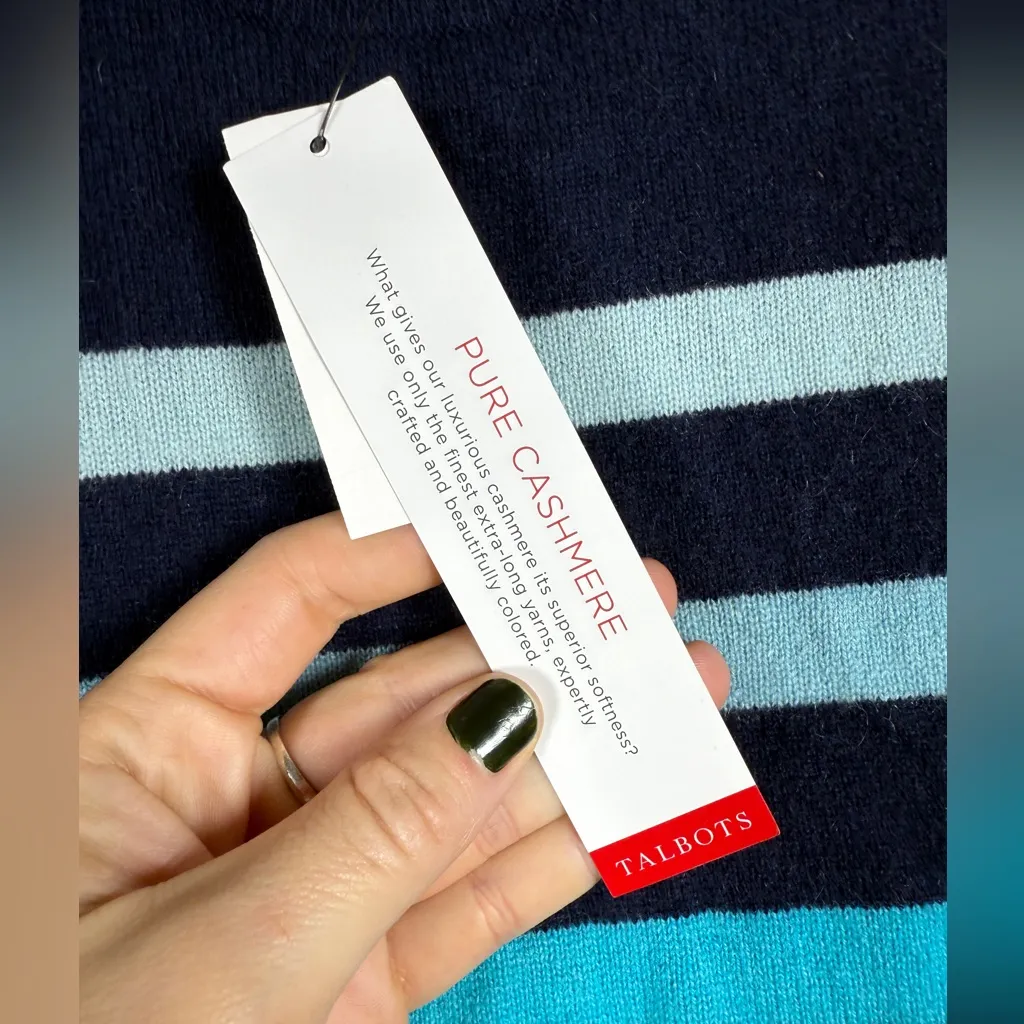 PURE CASHMERE
What gives our luxurious cashmere its superior softness?
We use only the finest extra-long yarns, expertly
crafted and beautifully colored.
TALBOTS